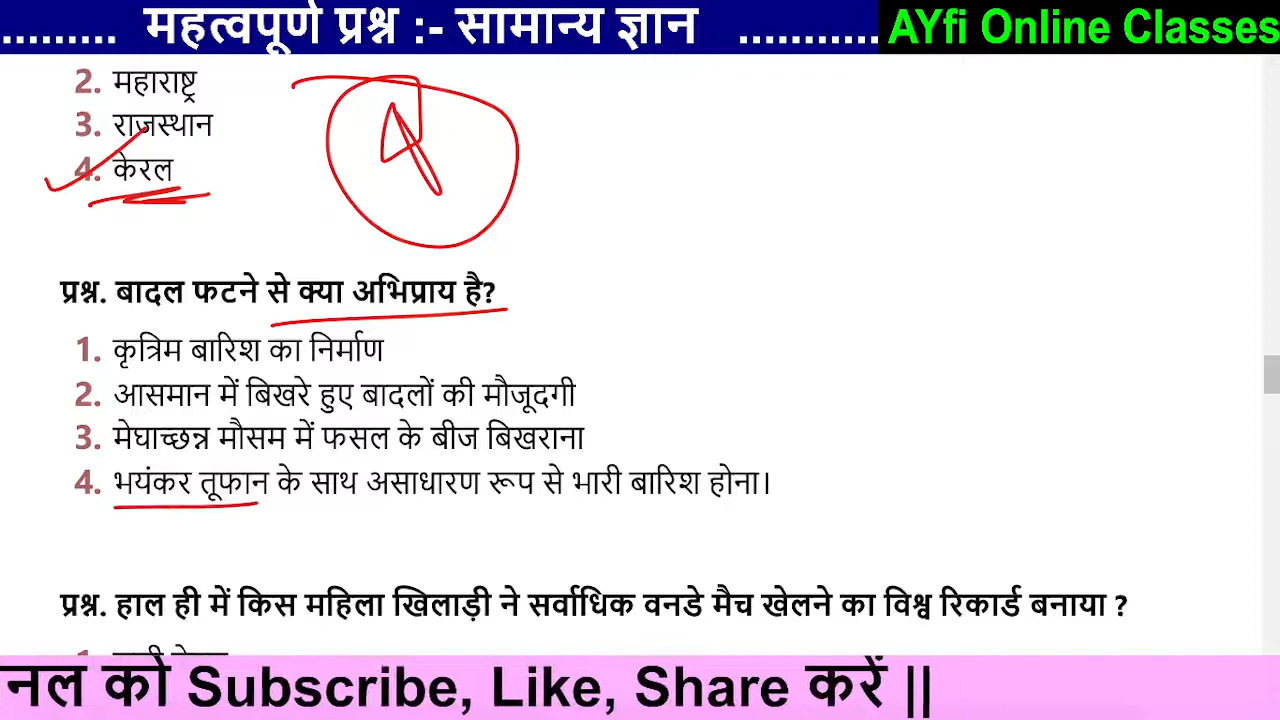 ......... महत्वपूर्ण प्रश्न :- सामान्य ज्ञान ........... AYfi Online Classes
2. महाराष्ट्र
3. राजस्थान
4. केरल
4
प्रश्न. बादल फटने से क्या अभिप्राय है?
1. कृत्रिम बारिश का निर्माण
2. आसमान में बिखरे हुए बादलों की मौजूदगी
3. मेघाच्छन्न मौसम में फसल के बीज बिखराना
4. भयंकर तूफान के साथ असाधारण रूप से भारी बारिश होना।
प्रश्न. हाल ही में किस महिला खिलाड़ी ने सर्वाधिक वनडे मैच खेलने का विश्व रिकार्ड बनाया ?
नल को Subscribe, Like, Share करें ||